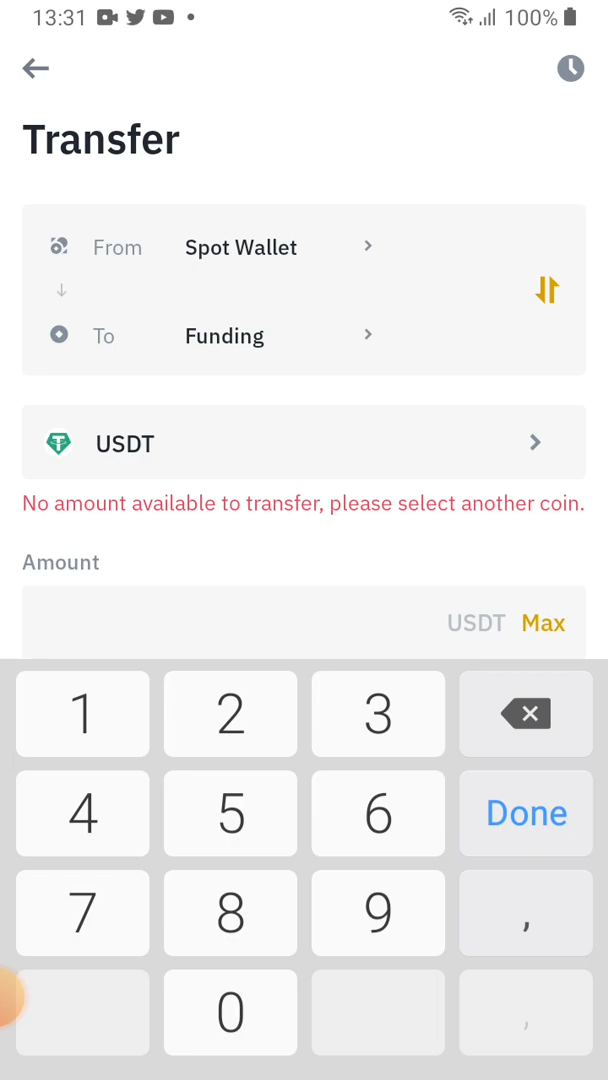 13:31 100%
Transfer
From Spot Wallet
To Funding
USDT
No amount available to transfer, please select another coin.
Amount
USDT Max
1 2 3
4 5 6 Done
7 8 9 ,
0 ,